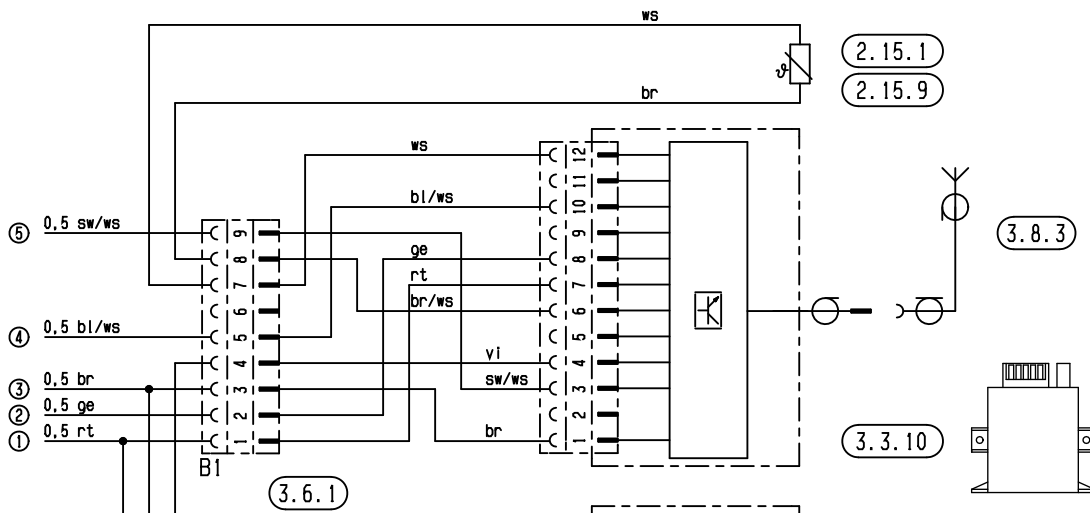 ws
2.15.1
ϑ
2.15.9
br
ws
12
11
bl/ws
10
⑤ 0,5 sw/ws
9
9
3.8.3
8
ge
8
7
rt
7
6
br/ws
6
④ 0,5 bl/ws
5
5
4
vi
4
③ 0,5 br
3
sw/ws
3
② 0,5 ge
2
2
① 0,5 rt
1
br
1
3.3.10
B1
3.6.1